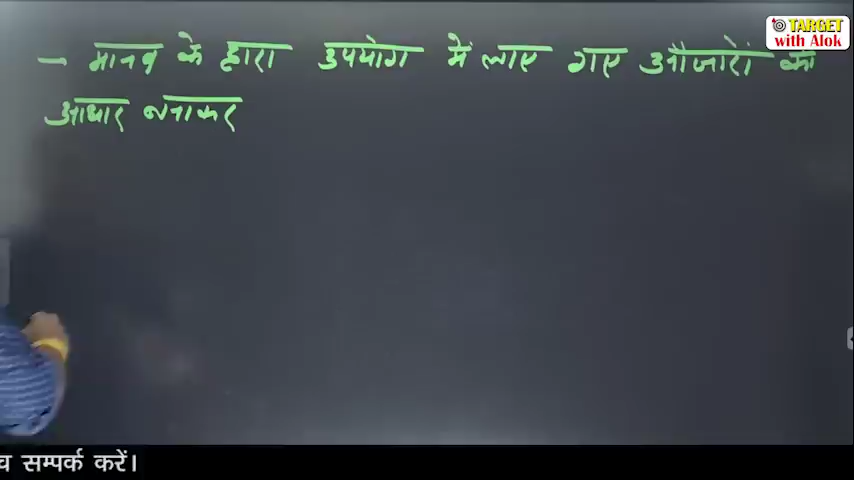 TARGET
with Alok
- मानव के द्वारा उपयोग में लाए गए औजारों को
आधार बनाकर
सम्पर्क करें।